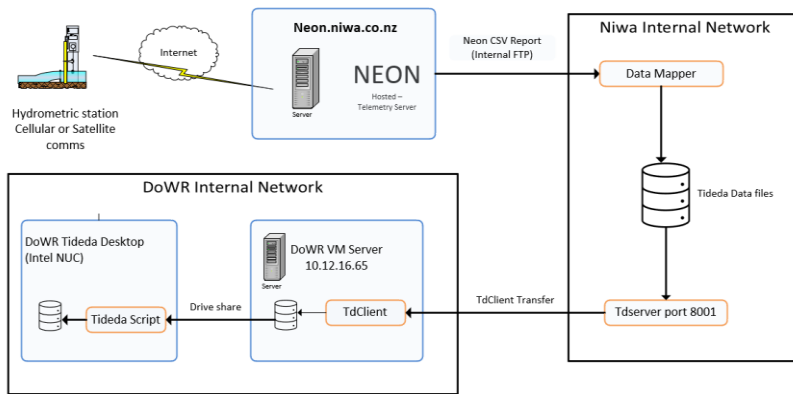 Neon.niwa.co.nz
Niwa Internal Network
Internet
NEON
Hosted –
Telemetry Server
Server
Neon CSV Report
(Internal FTP)
Data Mapper
Hydrometric station
Cellular or Satellite
comms
Tideda Data files
DoWR Internal Network
DoWR Tideda Desktop
(Intel NUC)
DoWR VM Server
10.12.16.65
Server
Drive share
TdClient
Tideda Script
TdClient Transfer
Tdserver port 8001